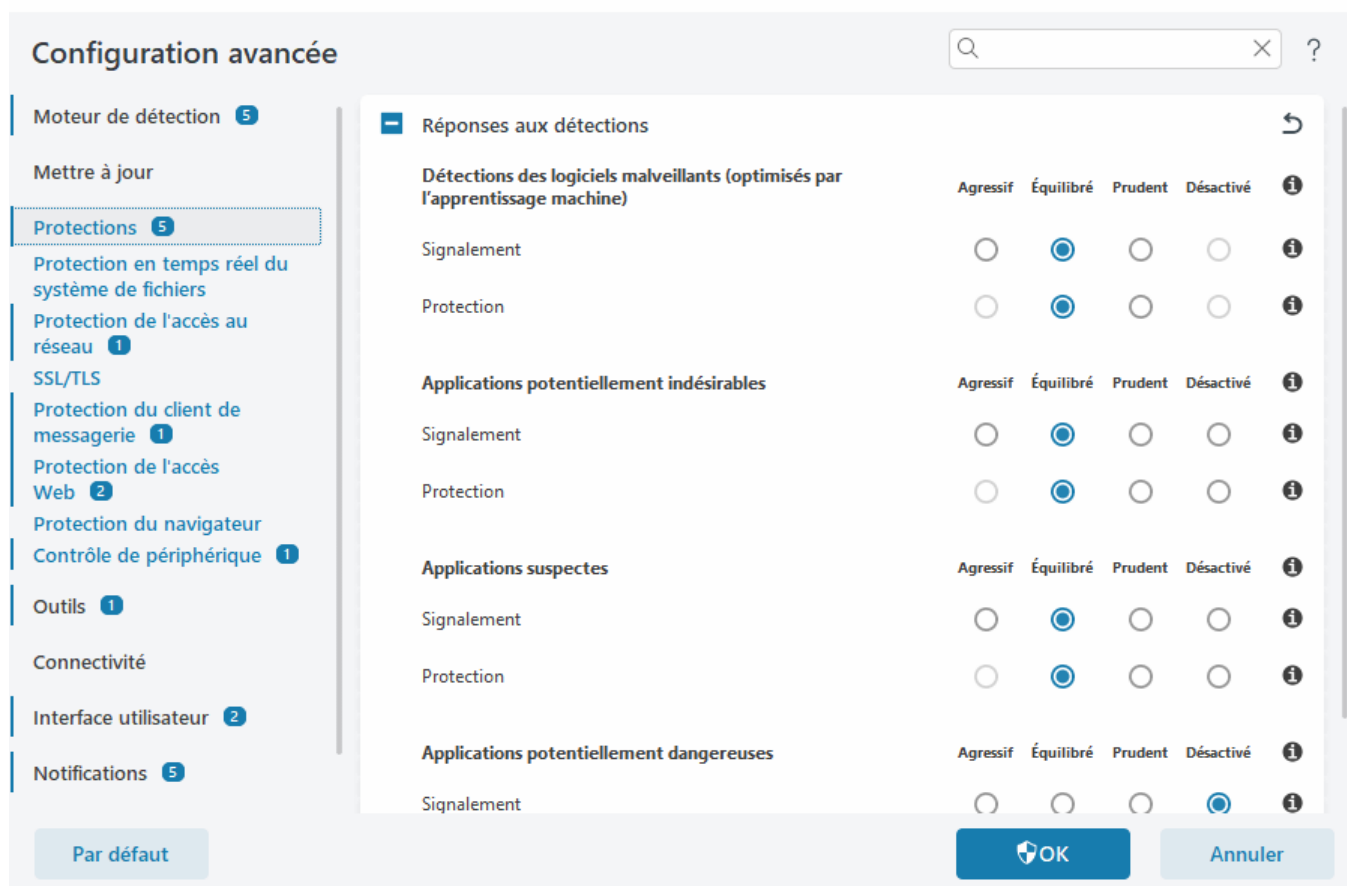 Configuration avancée
?
Moteur de détection 5
Mettre à jour
Protections 5
Protection en temps réel du
système de fichiers
Protection de l'accès au
réseau 1
SSL/TLS
Protection du client de
messagerie 1
Protection de l'accès
Web 2
Protection du navigateur
Contrôle de périphérique 1
Outils 1
Connectivité
Interface utilisateur 2
Notifications 5
Réponses aux détections
Détections des logiciels malveillants (optimisés par
l'apprentissage machine)
Agressif Équilibré Prudent Désactivé
Signalement
Protection
Applications potentiellement indésirables Agressif Équilibré Prudent Désactivé
Signalement
Protection
Applications suspectes Agressif Équilibré Prudent Désactivé
Signalement
Protection
Applications potentiellement dangereuses Agressif Équilibré Prudent Désactivé
Signalement
Par défaut
OK
Annuler